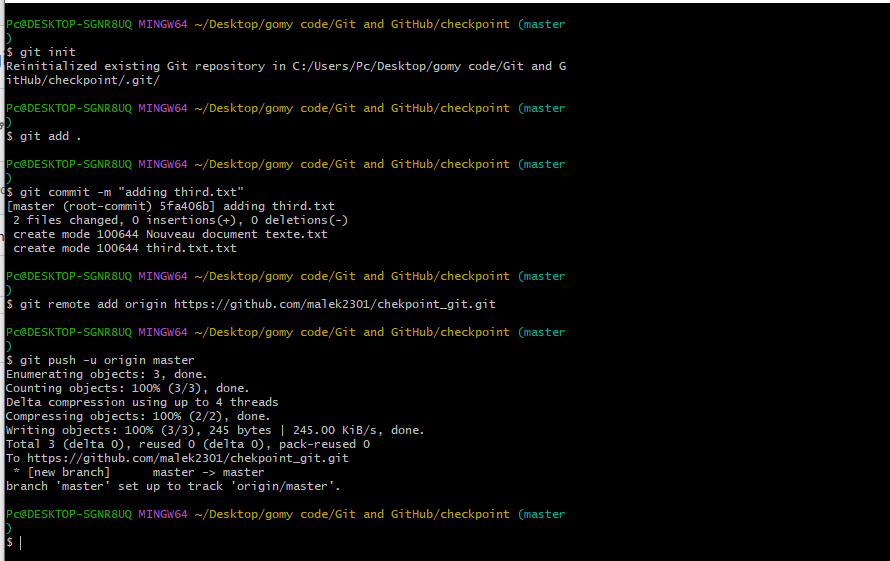 Pc@DESKTOP-SGNR8UQ MINGW64 ~/Desktop/gomy code/Git and GitHub/checkpoint (master
)
$ git init
Reinitialized existing Git repository in C:/Users/Pc/Desktop/gomy code/Git and G
itHub/checkpoint/.git/
Pc@DESKTOP-SGNR8UQ MINGW64 ~/Desktop/gomy code/Git and GitHub/checkpoint (master
)
$ git add .
Pc@DESKTOP-SGNR8UQ MINGW64 ~/Desktop/gomy code/Git and GitHub/checkpoint (master
)
$ git commit -m "adding third.txt"
[master (root-commit) 5fa406b] adding third.txt
 2 files changed, 0 insertions(+), 0 deletions(-)
 create mode 100644 Nouveau document texte.txt
 create mode 100644 third.txt.txt
Pc@DESKTOP-SGNR8UQ MINGW64 ~/Desktop/gomy code/Git and GitHub/checkpoint (master
)
$ git remote add origin https://github.com/malek2301/chekpoint_git.git
Pc@DESKTOP-SGNR8UQ MINGW64 ~/Desktop/gomy code/Git and GitHub/checkpoint (master
)
$ git push -u origin master
Enumerating objects: 3, done.
Counting objects: 100% (3/3), done.
Delta compression using up to 4 threads
Compressing objects: 100% (2/2), done.
Writing objects: 100% (3/3), 245 bytes | 245.00 KiB/s, done.
Total 3 (delta 0), reused 0 (delta 0), pack-reused 0
To https://github.com/malek2301/chekpoint_git.git
 * [new branch]      master -> master
branch 'master' set up to track 'origin/master'.
Pc@DESKTOP-SGNR8UQ MINGW64 ~/Desktop/gomy code/Git and GitHub/checkpoint (master
)
$